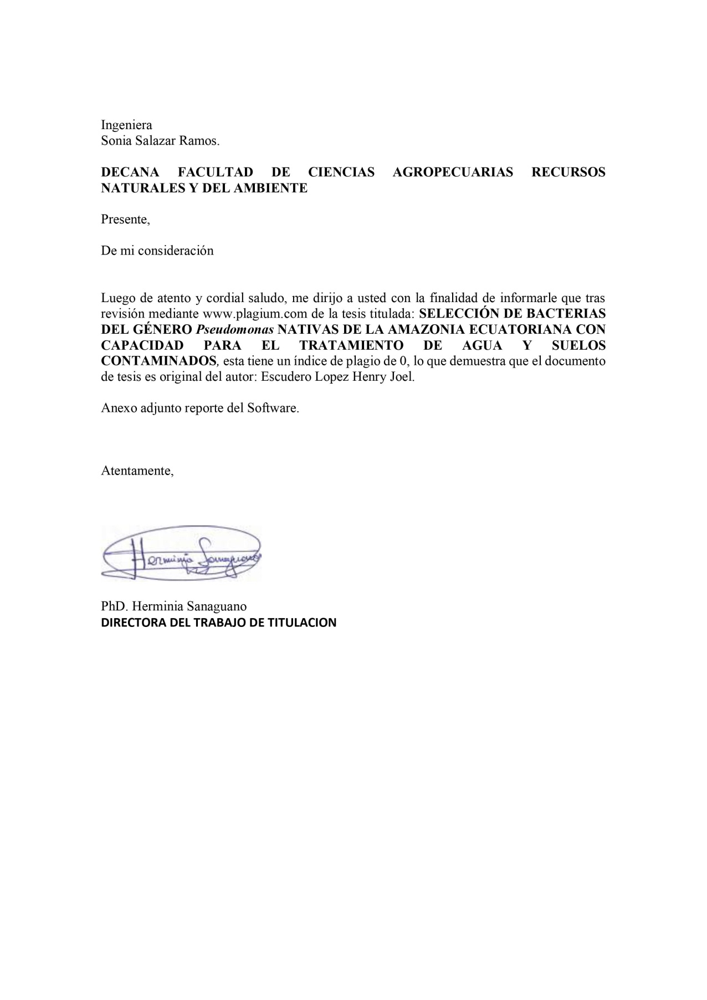 Ingeniera
Sonia Salazar Ramos.
DECANA FACULTAD DE CIENCIAS AGROPECUARIAS RECURSOS
NATURALES Y DEL AMBIENTE
Presente,
De mi consideración
Luego de atento y cordial saludo, me dirijo a usted con la finalidad de informarle que tras
revisión mediante www.plagium.com de la tesis titulada: SELECCIÓN DE BACTERIAS
DEL GÉNERO Pseudomonas NATIVAS DE LA AMAZONIA ECUATORIANA CON
CAPACIDAD PARA EL TRATAMIENTO DE AGUA Y SUELOS
CONTAMINADOS, esta tiene un índice de plagio de 0, lo que demuestra que el documento
de tesis es original del autor: Escudero Lopez Henry Joel.
Anexo adjunto reporte del Software.
Atentamente,
Herminia Sanaguano
PhD. Herminia Sanaguano
DIRECTORA DEL TRABAJO DE TITULACION